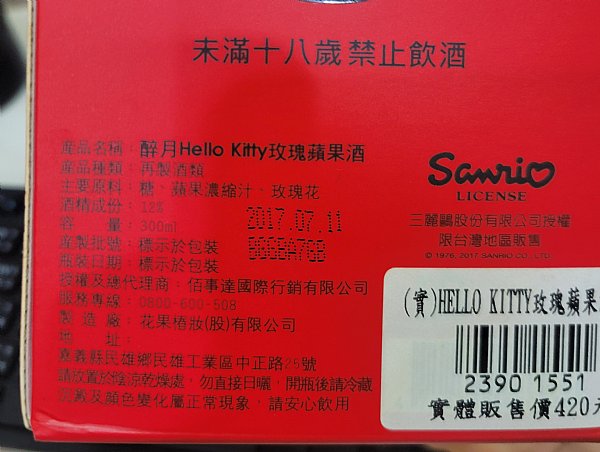 未滿十八歲 禁止飲酒
產品名稱：醉月Hello Kitty玫瑰蘋果酒
產品種類：再製酒類
主要原料：糖、蘋果濃縮汁、玫瑰花
酒精成份：12%
容 量：300ml
產製批號：標示於包裝
瓶裝日期：標示於包裝
2017.07.11
授權及總代理商：佰事達國際行銷有限公司
服務專線：0800-600-508
製 造 廠：花果椿妝(股)有限公司
地 址：
嘉義縣民雄鄉民雄工業區中正路25號
請放置於陰涼乾燥處，勿直接日曬，開瓶後請冷藏
沉澱及顏色變化屬正常現象，請安心飲用
Sanrio
LICENSE
三麗鷗股份有限公司授權
限台灣地區販售
© 1976, 2017 SANRIO CO., LTD.
(實)HELLO KITTY玫瑰蘋果
2390 1551
實體販售價420元